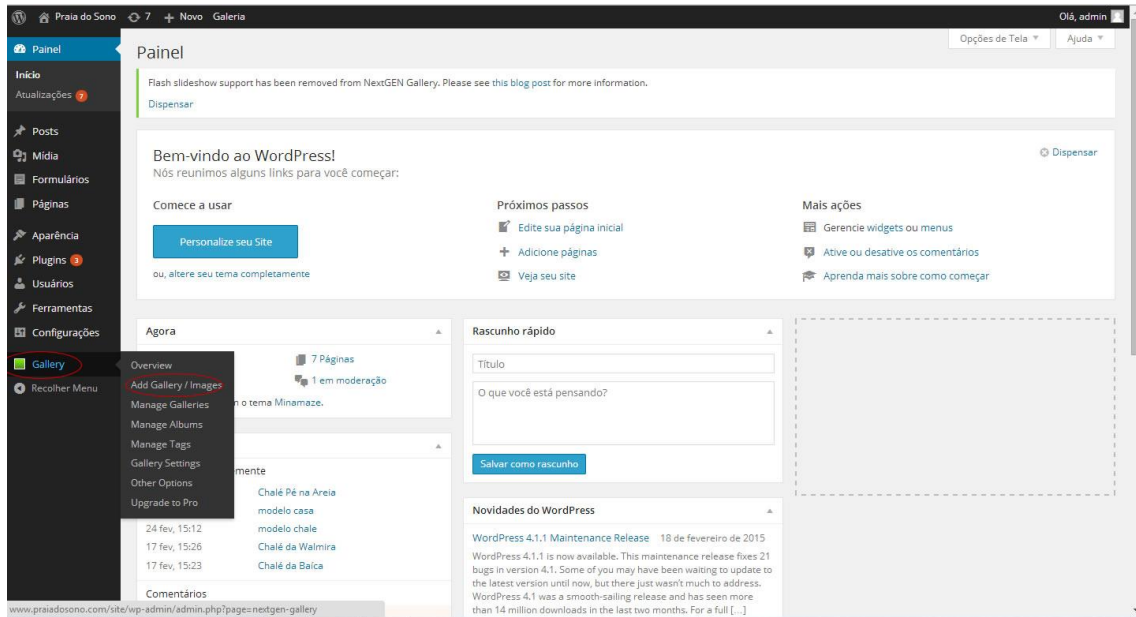 Praia do Sono 7 + Novo Galeria Olá, admin
Painel
Início
Atualizações 7
Posts
Mídia
Formulários
Páginas
Aparência
Plugins 3
Usuários
Ferramentas
Configurações
Gallery
Recolher Menu
Overview
Add Gallery / Images
Manage Galleries
Manage Albums
Manage Tags
Gallery Settings
Other Options
Upgrade to Pro
Opções de Tela Ajuda
Painel
Flash slideshow support has been removed from NextGEN Gallery. Please see this blog post for more information.
Dispensar
Bem-vindo ao WordPress!
Dispensar
Nós reunimos alguns links para você começar:
Comece a usar
Personalize seu Site
ou, altere seu tema completamente
Próximos passos
Edite sua página inicial
Adicione páginas
Veja seu site
Mais ações
Gerencie widgets ou menus
Ative ou desative os comentários
Aprenda mais sobre como começar
Agora
7 Páginas
1 em moderação
o tema Minamaze.
mente
Chalé Pé na Areia
modelo casa
24 fev, 15:12 modelo chale
17 fev, 15:26 Chalé da Walmira
17 fev, 15:23 Chalé da Baíca
Comentários
Rascunho rápido
Título
O que você está pensando?
Salvar como rascunho
Novidades do WordPress
WordPress 4.1.1 Maintenance Release 18 de fevereiro de 2015
WordPress 4.1.1 is now available. This maintenance release fixes 21
bugs in version 4.1. Some of you may have been waiting to update to
the latest version until now, but there just wasn't much to address.
WordPress 4.1 was a smooth-sailing release and has seen more
than 14 million downloads in the last two months. For a full […]
www.praiadosono.com/site/wp-admin/admin.php?page=nextgen-gallery